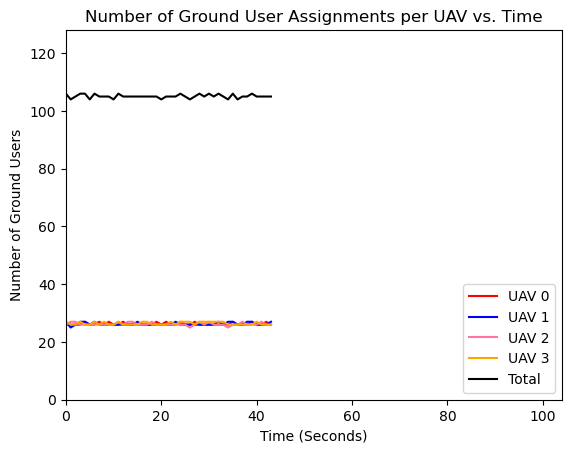 Number of Ground User Assignments per UAV vs. Time
Number of Ground Users
120
100
80
60
40
20
0
0 20 40 60 80 100
Time (Seconds)
UAV 0
UAV 1
UAV 2
UAV 3
Total